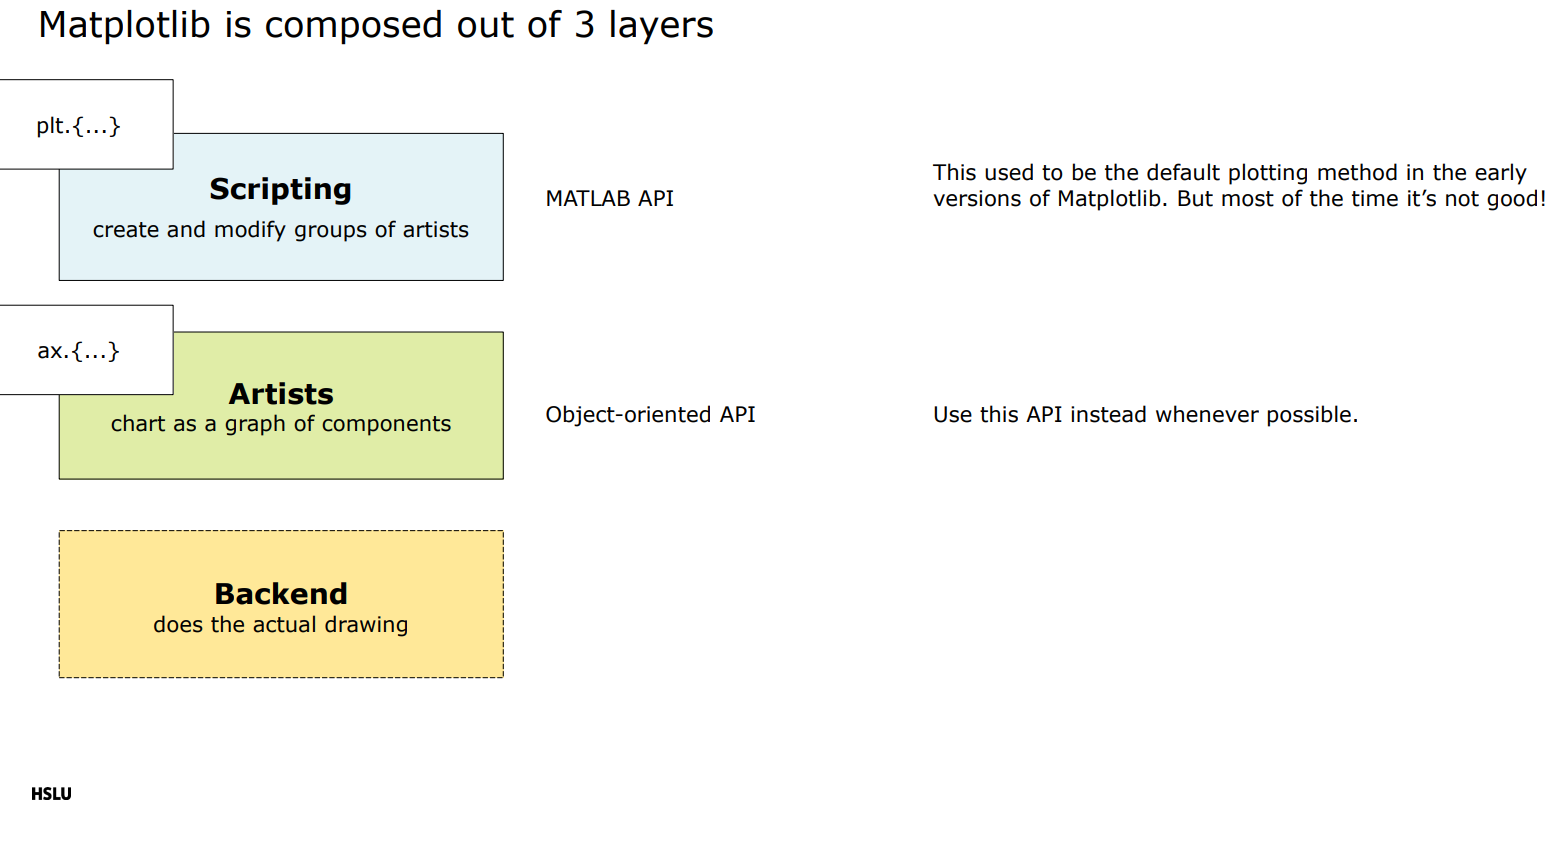 Matplotlib is composed out of 3 layers
plt.{...}
Scripting
create and modify groups of artists
MATLAB API
This used to be the default plotting method in the early
versions of Matplotlib. But most of the time it’s not good!
ax.{...}
Artists
chart as a graph of components
Object-oriented API
Use this API instead whenever possible.
Backend
does the actual drawing
HSLU